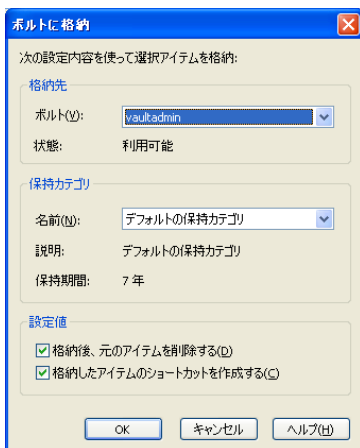 ボルトに格納
次の設定内容を使って選択アイテムを格納:
格納先
ボルト(V): vaultadmin
状態: 利用可能
保持カテゴリ
名前(N): デフォルトの保持カテゴリ
説明: デフォルトの保持カテゴリ
保持期間: 7 年
設定値
格納後、元のアイテムを削除する(D)
格納したアイテムのショートカットを作成する(C)
OK キャンセル ヘルプ(H)